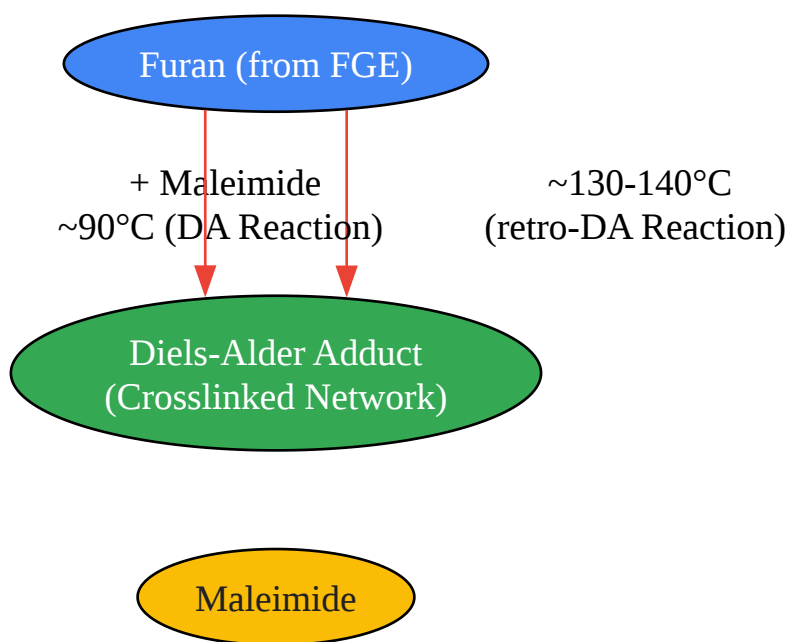 Furan (from FGE)
+ Maleimide
~90°C (DA Reaction)
~130-140°C
(retro-DA Reaction)
Diels-Alder Adduct
(Crosslinked Network)
Maleimide